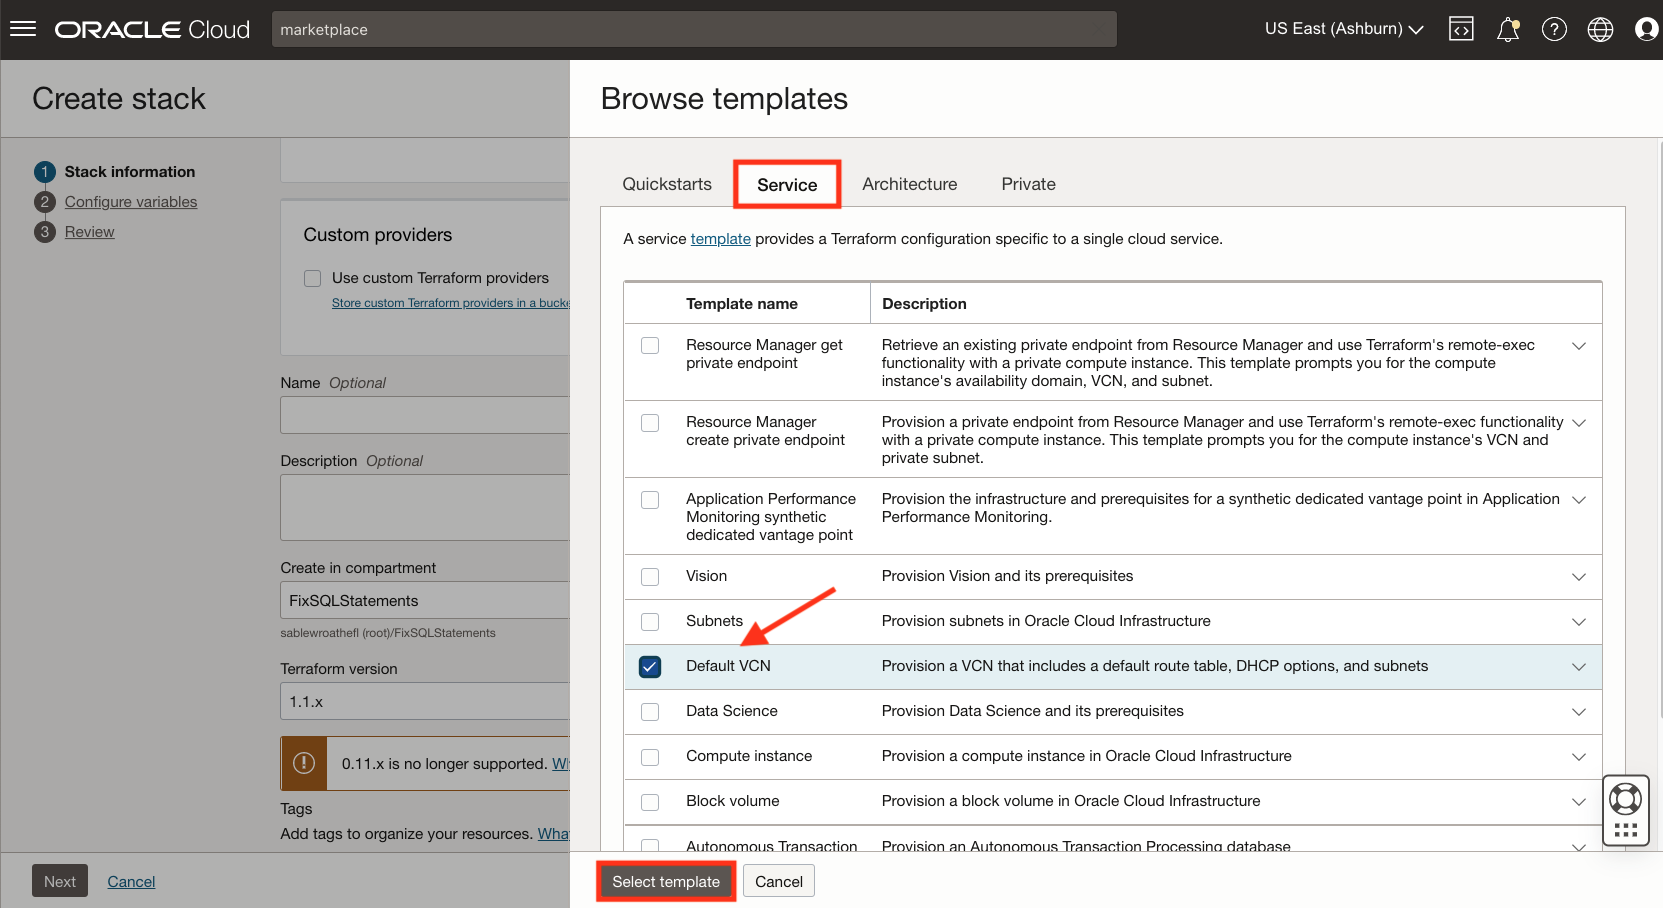 ORACLE Cloud
marketplace
US East (Ashburn)
Create stack
1 Stack information
2 Configure variables
3 Review
Custom providers
Use custom Terraform providers
Store custom Terraform providers in a bucke
Name Optional
Description Optional
Create in compartment
FixSQLStatements
sablewroathefl (root)/FixSQLStatements
Terraform version
1.1.x
0.11.x is no longer supported. Wh
Tags
Add tags to organize your resources. What
Next
Cancel
Browse templates
Quickstarts
Service
Architecture
Private
A service template provides a Terraform configuration specific to a single cloud service.
Template name
Description
Resource Manager get
private endpoint
Retrieve an existing private endpoint from Resource Manager and use Terraform's remote-exec
functionality with a private compute instance. This template prompts you for the compute
instance's availability domain, VCN, and subnet.
Resource Manager
create private endpoint
Provision a private endpoint from Resource Manager and use Terraform's remote-exec functionality
with a private compute instance. This template prompts you for the compute instance's VCN and
private subnet.
Application Performance
Monitoring synthetic
dedicated vantage point
Provision the infrastructure and prerequisites for a synthetic dedicated vantage point in Application
Performance Monitoring.
Vision
Provision Vision and its prerequisites
Subnets
Provision subnets in Oracle Cloud Infrastructure
Default VCN
Provision a VCN that includes a default route table, DHCP options, and subnets
Data Science
Provision Data Science and its prerequisites
Compute instance
Provision a compute instance in Oracle Cloud Infrastructure
Block volume
Provision a block volume in Oracle Cloud Infrastructure
Autonomous Transaction
Provision an Autonomous Transaction Processing database
Select template
Cancel